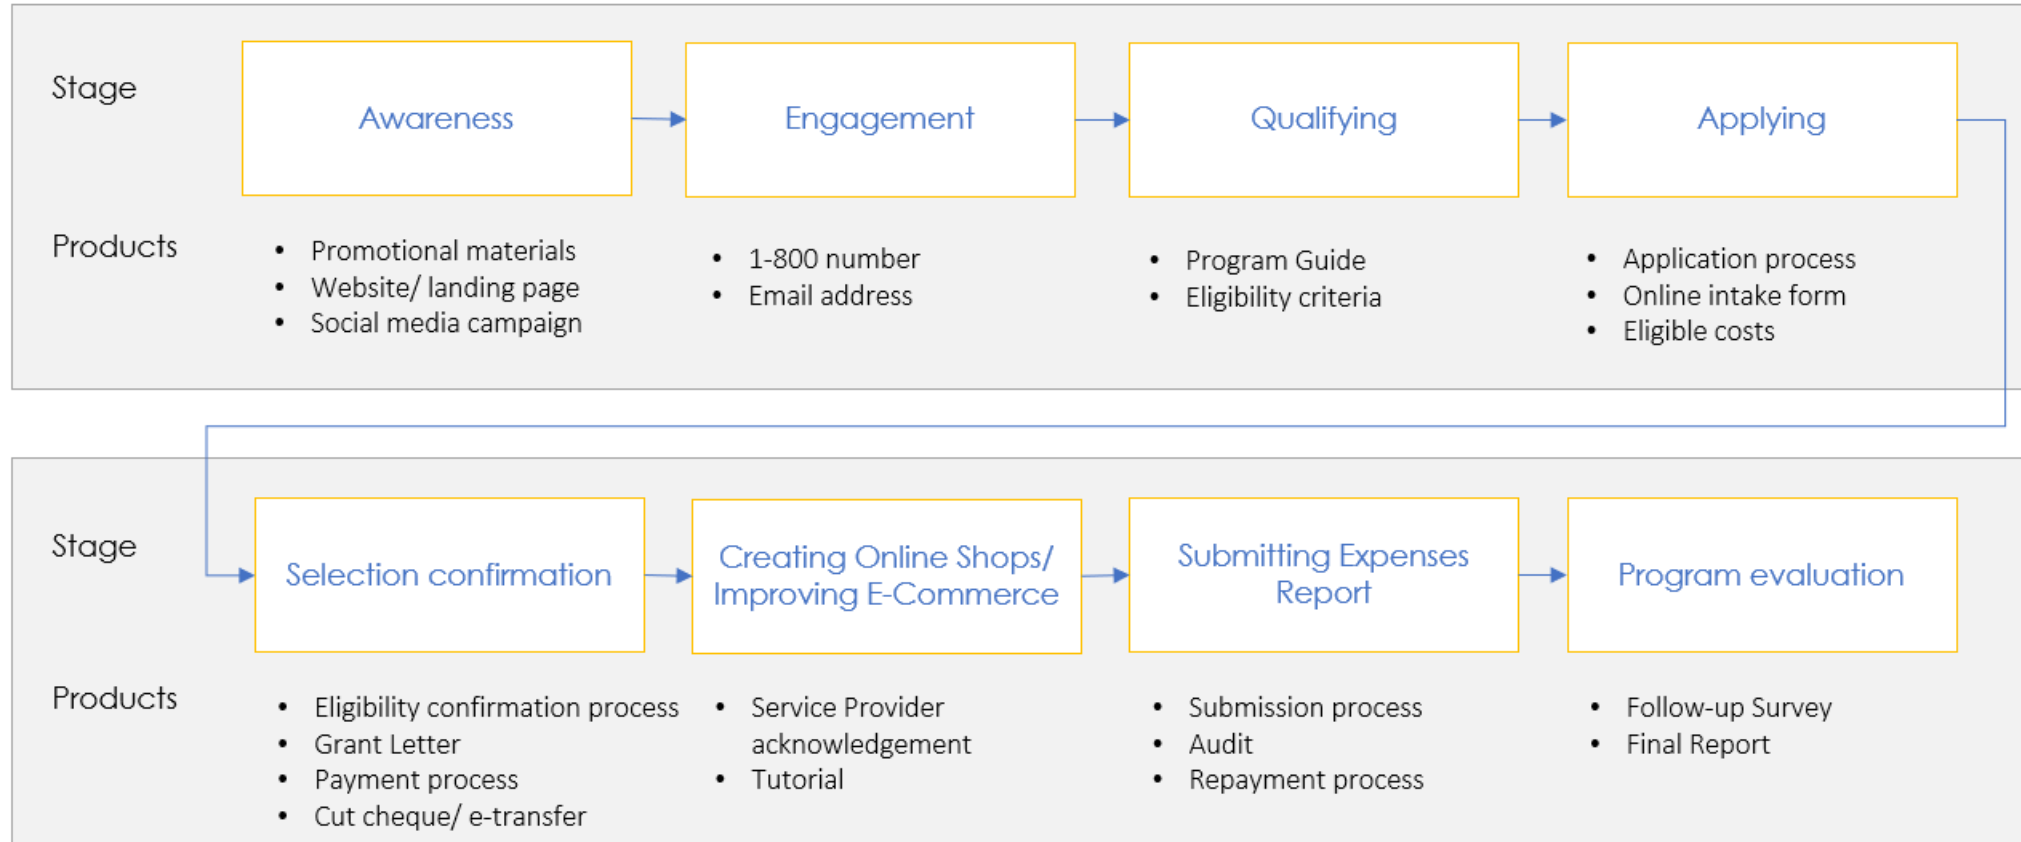 Stage
Awareness
Engagement
Qualifying
Applying
Products
• Promotional materials
• Website/ landing page
• Social media campaign
• 1-800 number
• Email address
• Program Guide
• Eligibility criteria
• Application process
• Online intake form
• Eligible costs
Stage
Selection confirmation
Creating Online Shops/
Improving E-Commerce
Submitting Expenses
Report
Program evaluation
Products
• Eligibility confirmation process
• Grant Letter
• Payment process
• Cut cheque/ e-transfer
• Service Provider
acknowledgement
• Tutorial
• Submission process
• Audit
• Repayment process
• Follow-up Survey
• Final Report